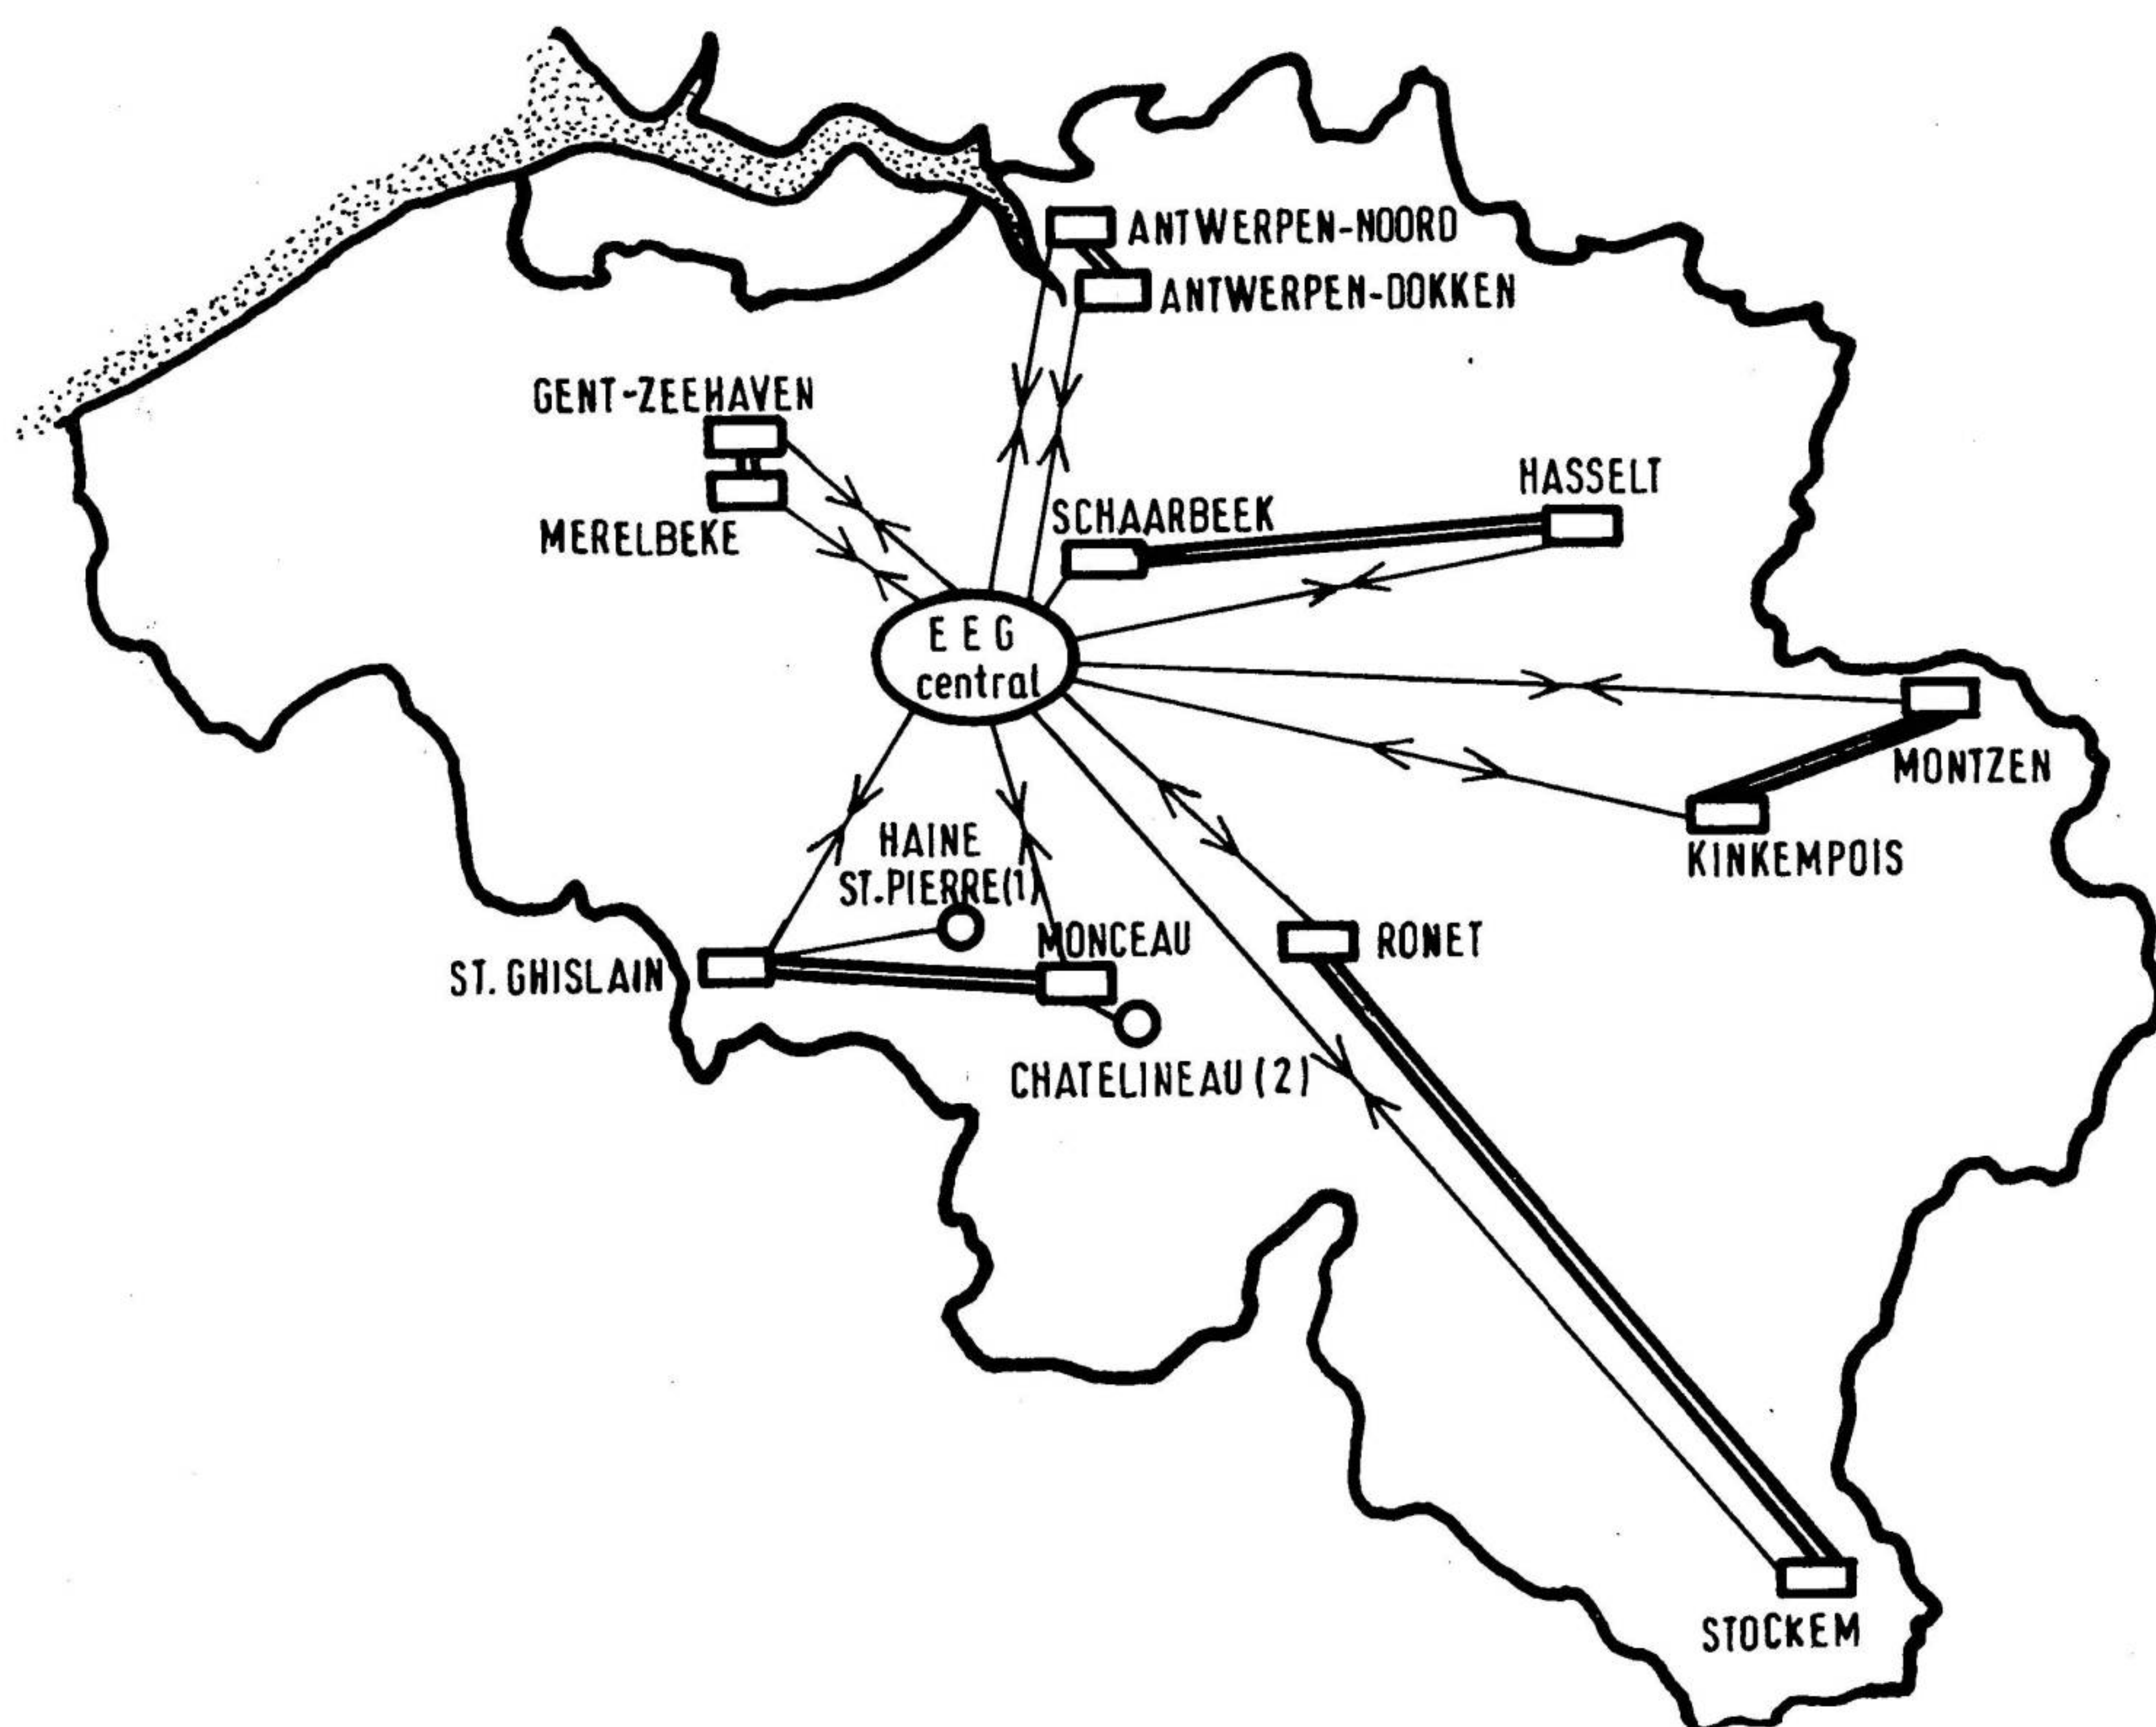 ANTWERPEN-NOORD
ANTWERPEN-DOKKEN
GENT-ZEEHAVEN
MERELBEKE
SCHAARBEEK
HASSELT
EEG
central
MONTZEN
KINKEMPOIS
HAINE
ST.PIERRE(1)
MONCEAU
RONET
ST. GHISLAIN
CHATELINEAU (2)
STOCKEM